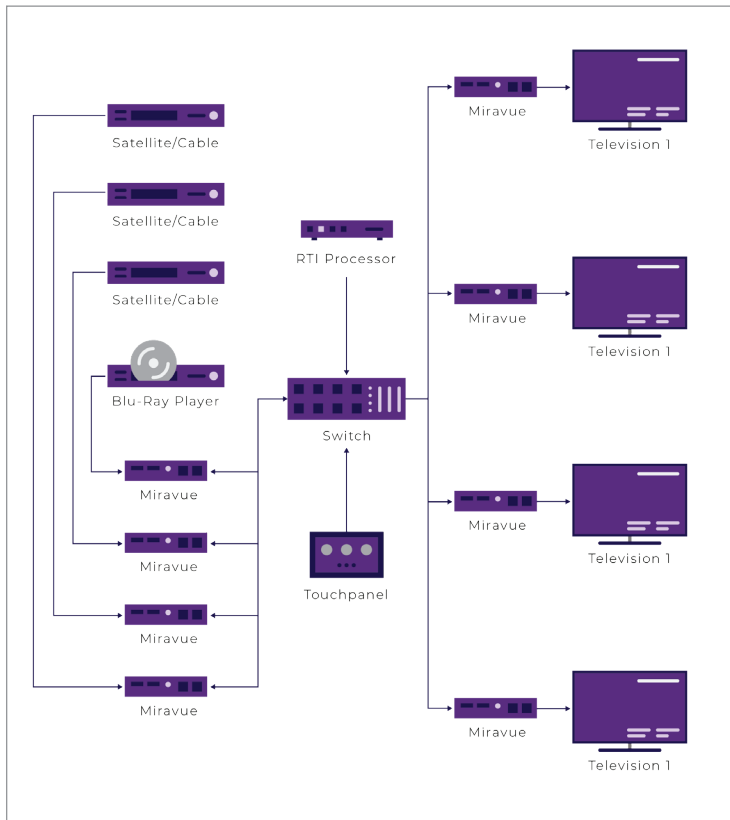 Satellite/Cable
Satellite/Cable
Satellite/Cable
Blu-Ray Player
Miravue
Miravue
Miravue
Miravue
RTI Processor
Switch
Touchpanel
Miravue
Television 1
Miravue
Television 1
Miravue
Television 1
Miravue
Television 1